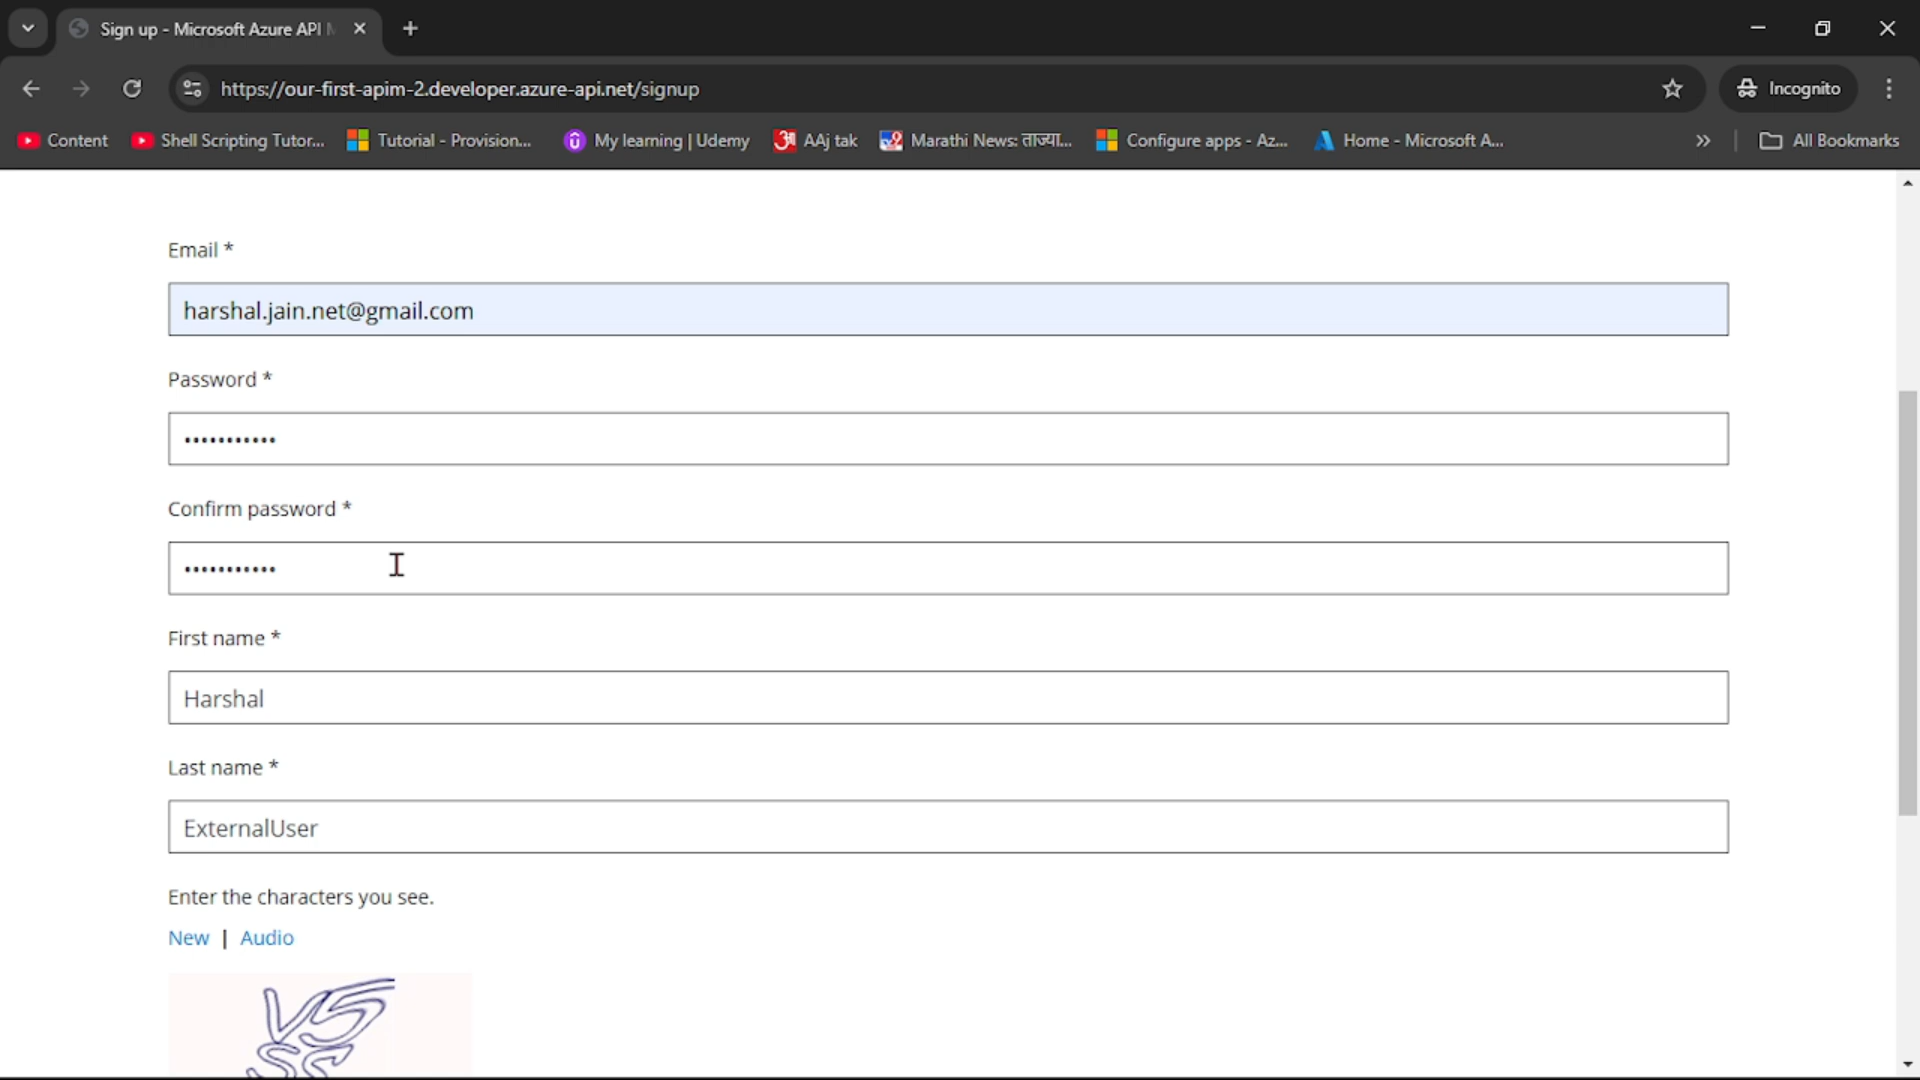 Sign up - Microsoft Azure API
https://our-first-apim-2.developer.azure-api.net/signup
Incognito
Content
Shell Scripting Tutor...
Tutorial - Provision...
My learning | Udemy
AAj tak
Marathi News: ताज्या...
Configure apps - Az...
Home - Microsoft A...
All Bookmarks
Email *
harshal.jain.net@gmail.com
Password *
•••••••••••
Confirm password *
•••••••••••
First name *
Harshal
Last name *
ExternalUser
Enter the characters you see.
New | Audio